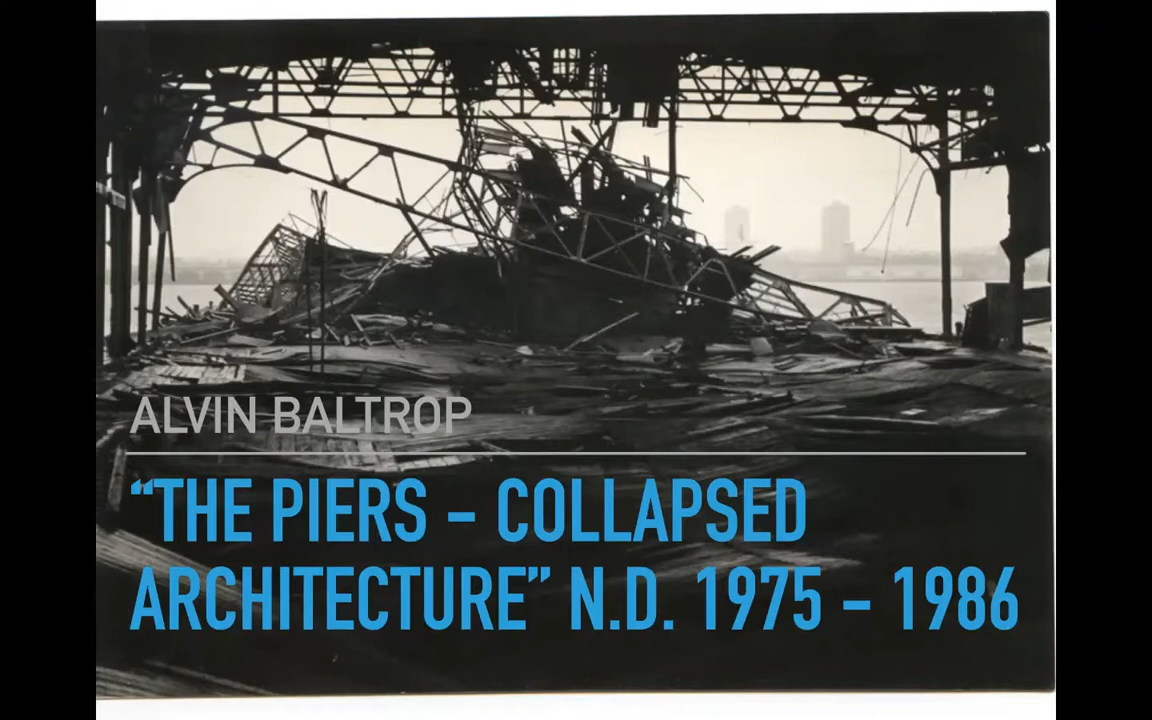 ALVIN BALTROP
“THE PIERS – COLLAPSED
ARCHITECTURE” N.D. 1975 – 1986